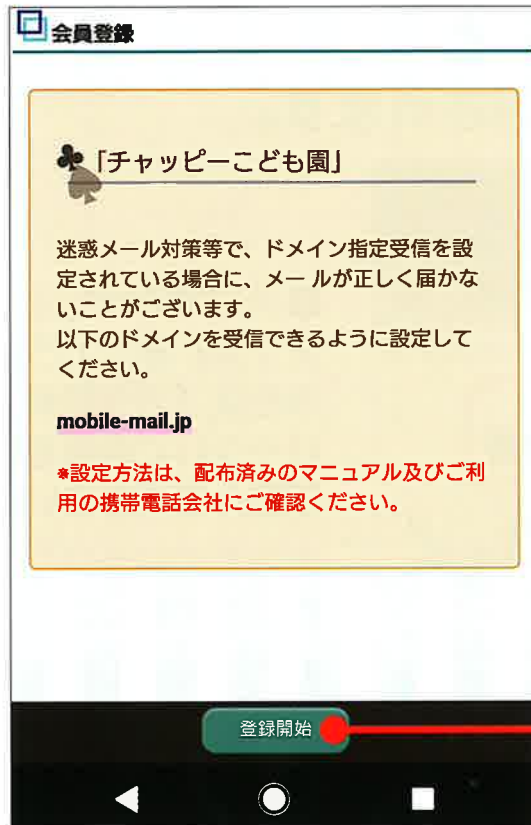 会員登録
「チャッピーこども園」
迷惑メール対策等で、ドメイン指定受信を設
定されている場合に、メー ルが正しく届かな
いことがございます。
以下のドメインを受信できるように設定して
ください。
mobile-mail.jp
*設定方法は、配布済みのマニュアル及びご利
用の携帯電話会社にご確認ください。
登録開始